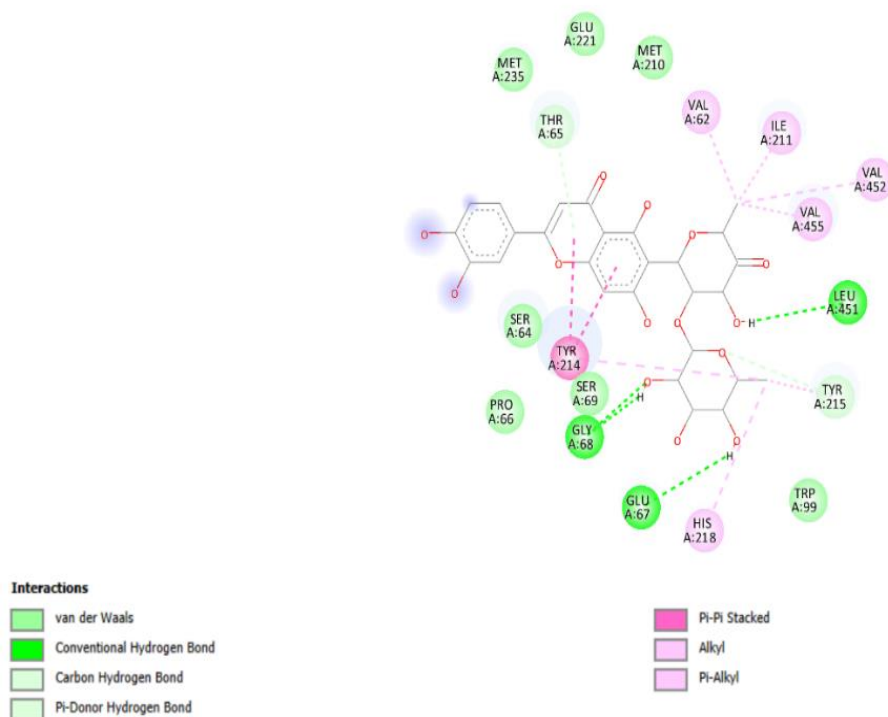 GLU
A:221
MET
A:210
MET
A:235
VAL
A:62
THR
A:65
ILE
A:211
VAL
A:452
VAL
A:455
O
O
O
O
O
O
O
LEU
A:451
O
O
O
H
SER
A:64
O
O
TYR
A:214
O
SER
A:69
O
H
TYR
A:215
PRO
A:66
GLY
A:68
O
O
H
GLU
A:67
TRP
A:99
HIS
A:218
Interactions
van der Waals
Conventional Hydrogen Bond
Carbon Hydrogen Bond
Pi-Donor Hydrogen Bond
Pi-Pi Stacked
Alkyl
Pi-Alkyl